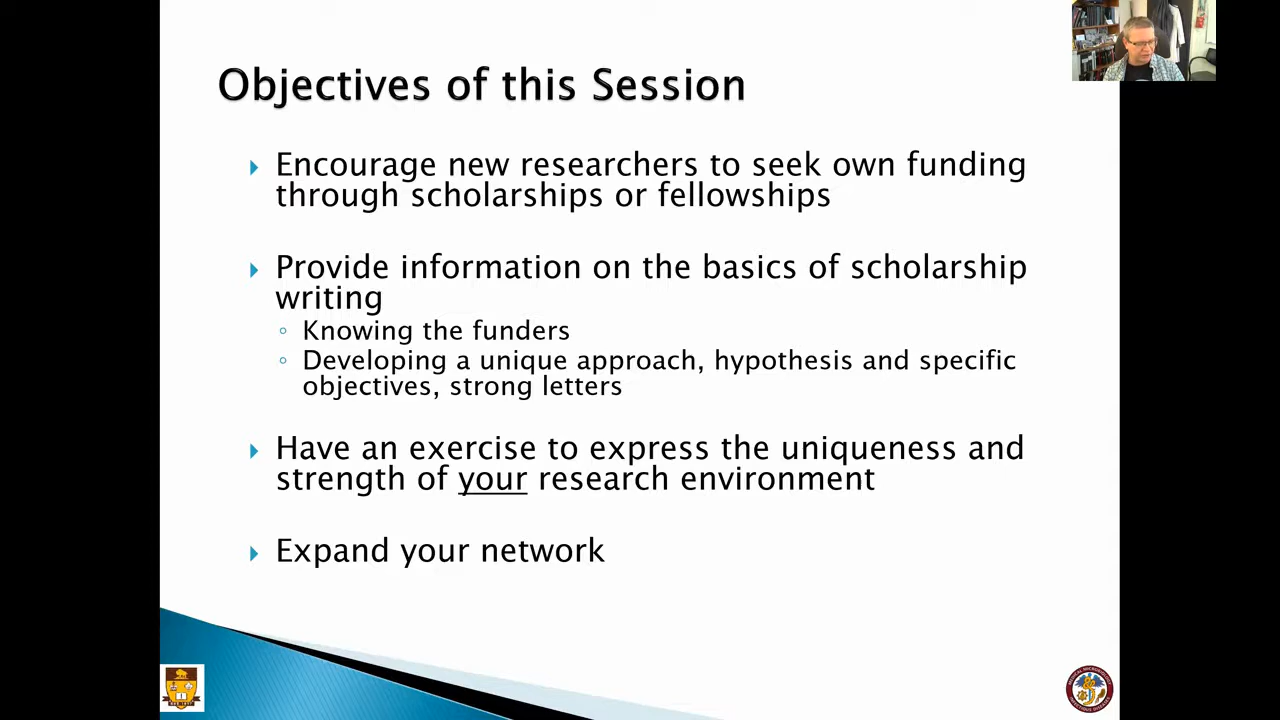 Objectives of this Session
Encourage new researchers to seek own funding
through scholarships or fellowships
Provide information on the basics of scholarship
writing
Knowing the funders
Developing a unique approach, hypothesis and specific
objectives, strong letters
Have an exercise to express the uniqueness and
strength of your research environment
Expand your network